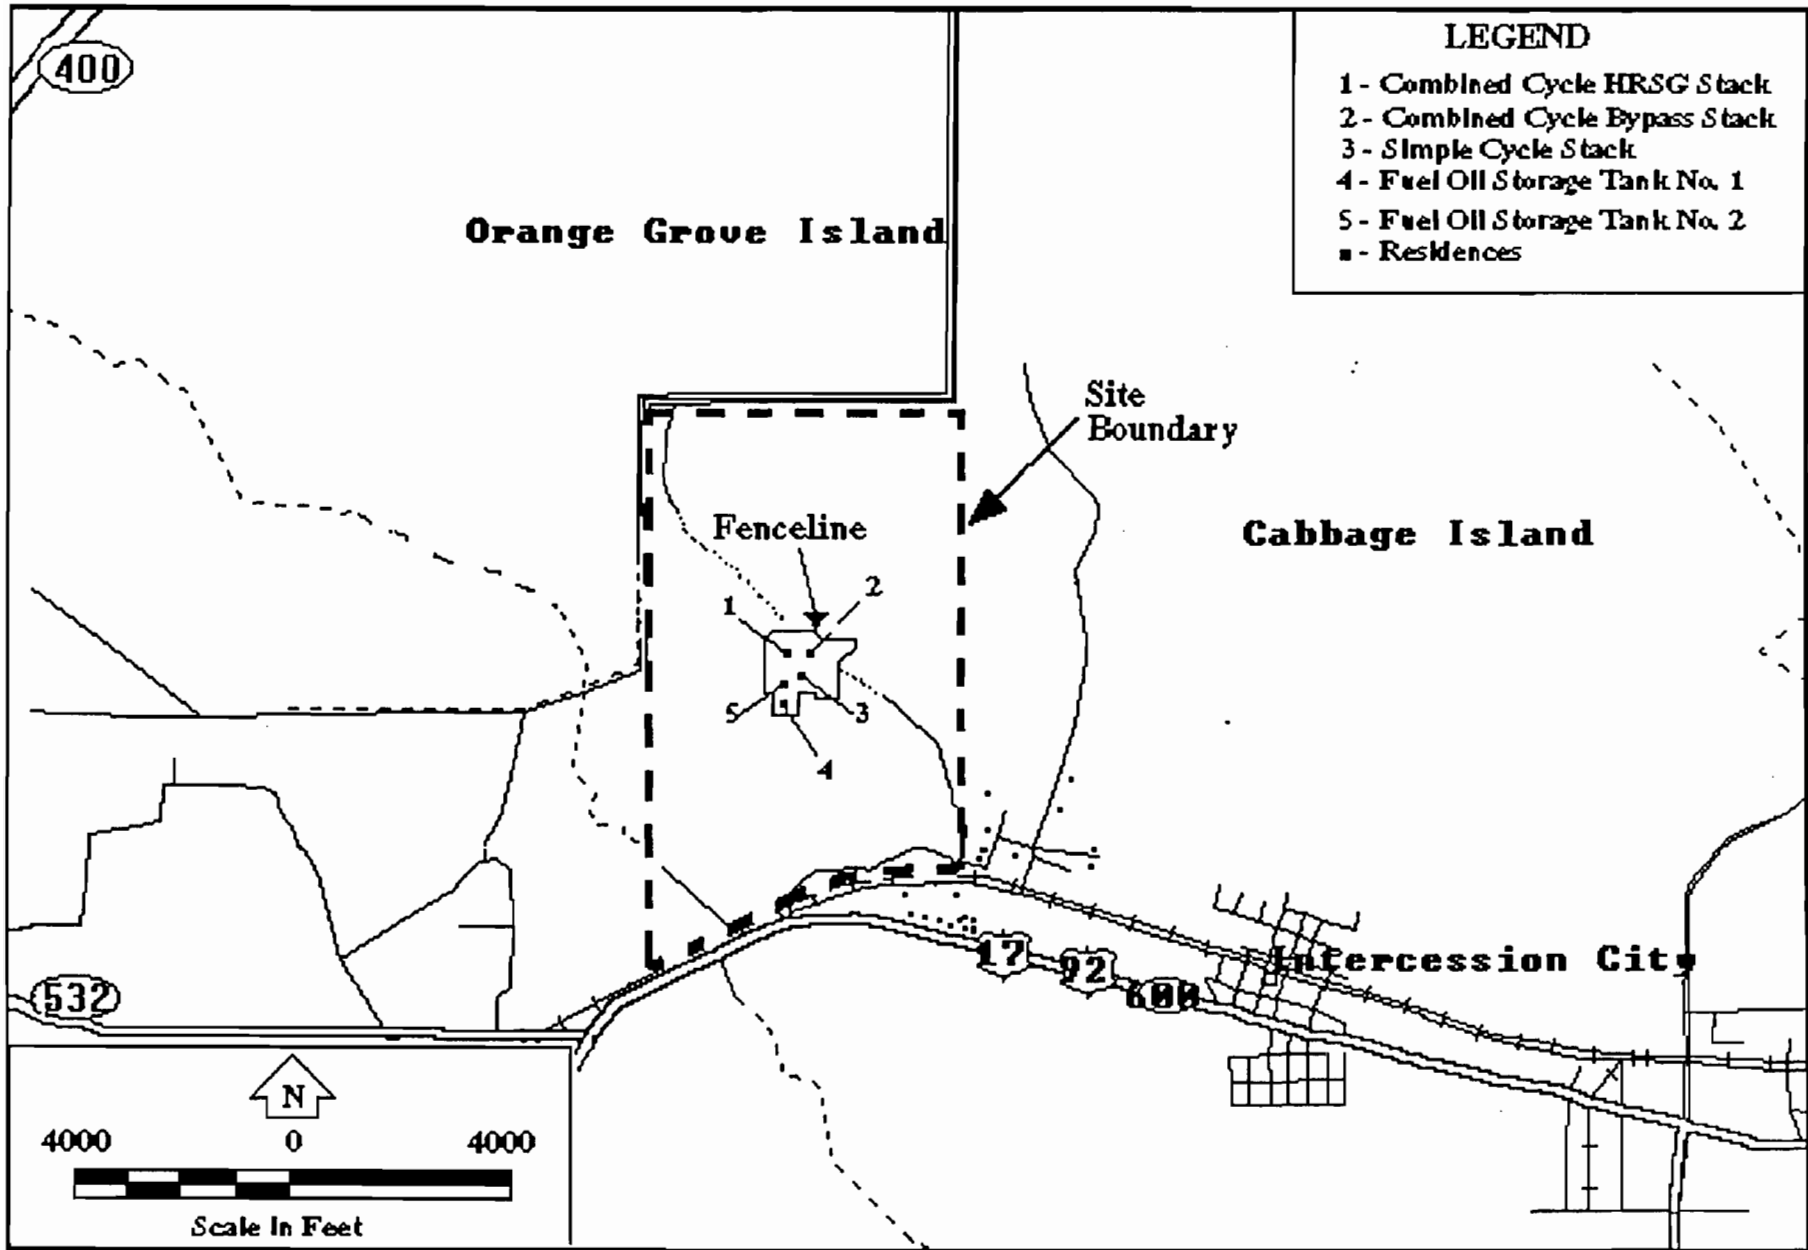 400
LEGEND
1 - Combined Cycle HRSG Stack
2 - Combined Cycle Bypass Stack
3 - Simple Cycle Stack
4 - Fuel Oil Storage Tank No. 1
5 - Fuel Oil Storage Tank No. 2
- Residences
Orange Grove Island
Site
Boundary
Fenceline
Cabbage Island
1
2
5
3
4
17
92
600
Intercession City
532
N
4000 0 4000
Scale In Feet